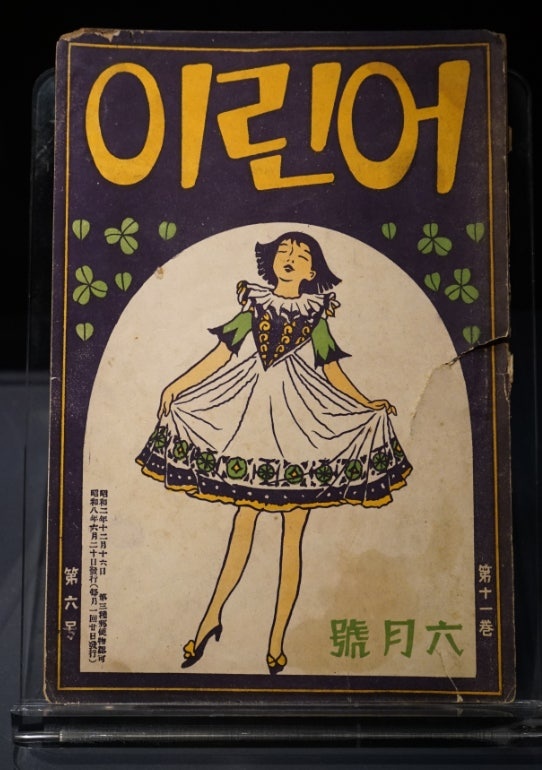 어린이
六月號
第十一巻
昭和二年十二月十六日 第三種郵便物認可
昭和八年六月二十日發行(每月一回廿日發行)
第六号